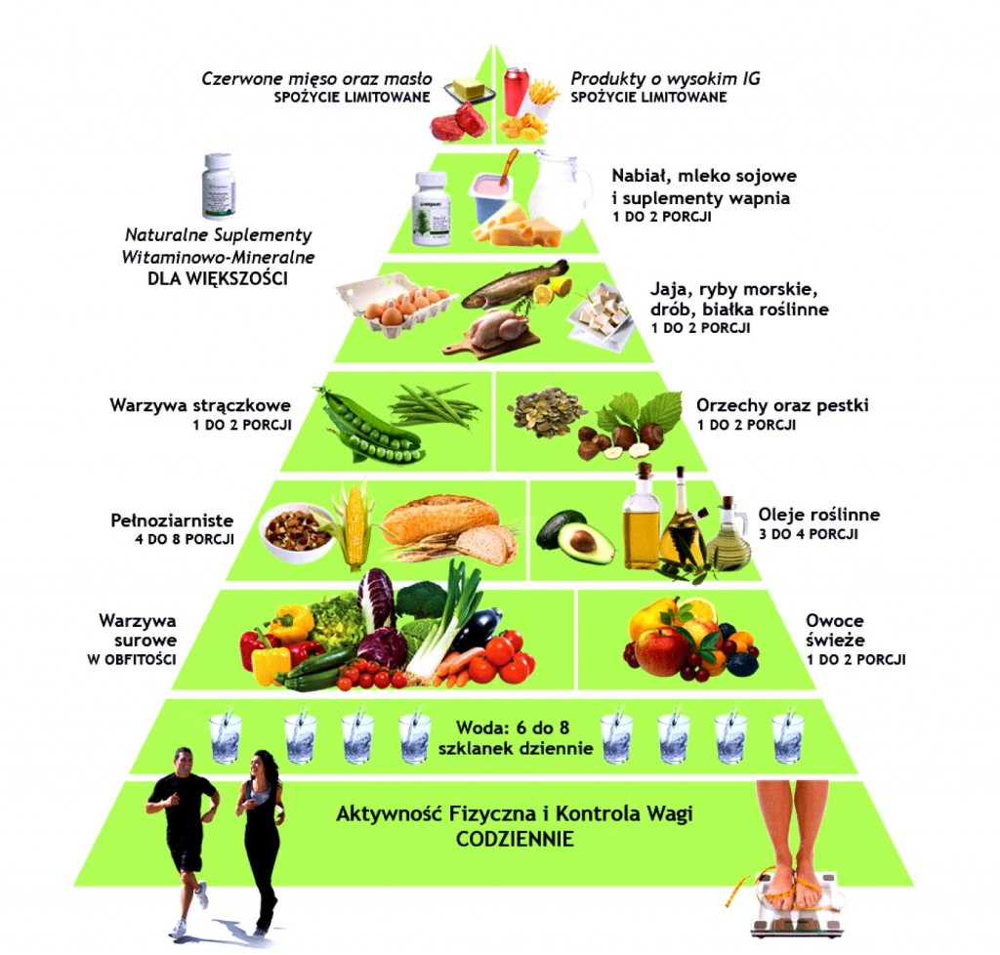 Czerwone mięso oraz masło
SPOŻYCIE LIMITOWANE
Produkty o wysokim IG
SPOŻYCIE LIMITOWANE
Nabiał, mleko sojowe
i suplementy wapnia
1 DO 2 PORCJI
Naturalne Suplementy
Witaminowo-Mineralne
DLA WIĘKSZOŚCI
Jaja, ryby morskie,
drób, białka roślinne
1 DO 2 PORCJI
Warzywa strączkowe
1 DO 2 PORCJI
Orzechy oraz pestki
1 DO 2 PORCJI
Pełnoziarniste
4 DO 8 PORCJI
Oleje roślinne
3 DO 4 PORCJI
Warzywa
surowe
W OBFITOŚCI
Owoce
świeże
1 DO 2 PORCJI
Woda: 6 do 8
szklanek dziennie
Aktywność Fizyczna i Kontrola Wagi
CODZIENNIE